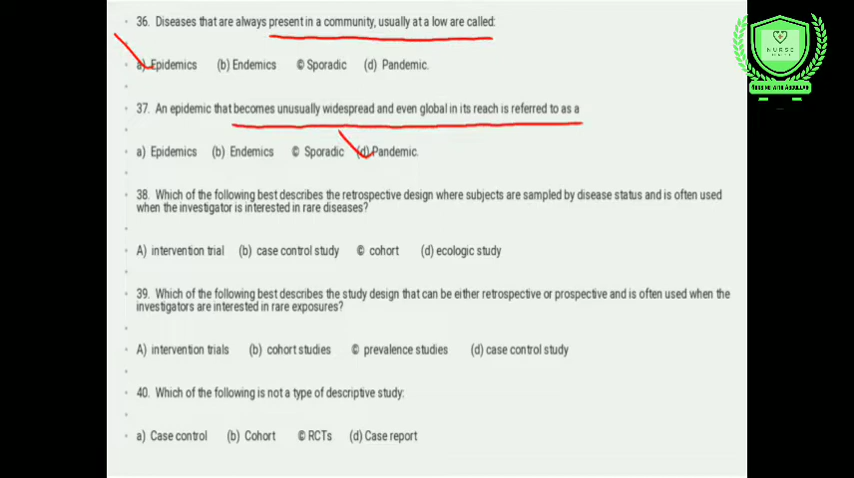 36. Diseases that are always present in a community, usually at a low are called:
a) Epidemics (b) Endemics © Sporadic (d) Pandemic.
37. An epidemic that becomes unusually widespread and even global in its reach is referred to as a
a) Epidemics (b) Endemics © Sporadic (d) Pandemic.
38. Which of the following best describes the retrospective design where subjects are sampled by disease status and is often used
when the investigator is interested in rare diseases?
A) intervention trial (b) case control study © cohort (d) ecologic study
39. Which of the following best describes the study design that can be either retrospective or prospective and is often used when the
investigators are interested in rare exposures?
A) intervention trials (b) cohort studies © prevalence studies (d) case control study
40. Which of the following is not a type of descriptive study:
a) Case control (b) Cohort © RCTs (d) Case report
NURSE
NURSING WITH ABDULLAH